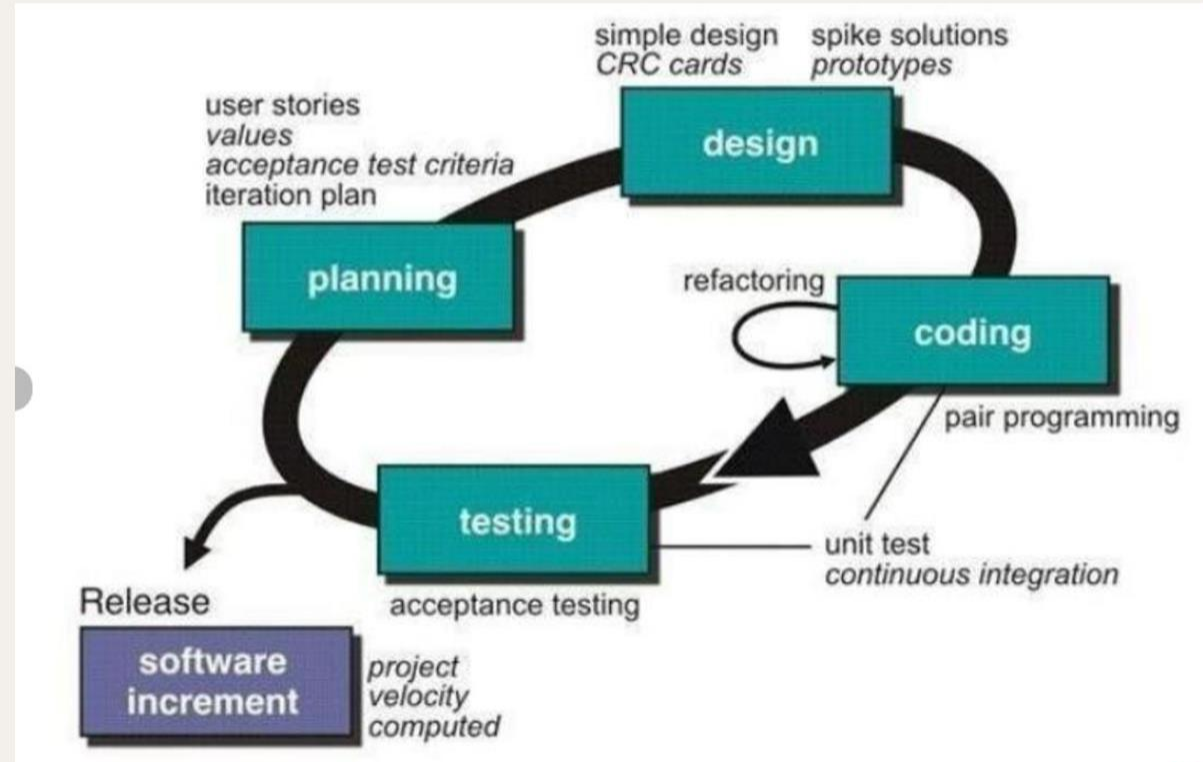 simple design
CRC cards
spike solutions
prototypes
design
user stories
values
acceptance test criteria
iteration plan
planning
refactoring
coding
pair programming
testing
unit test
continuous integration
acceptance testing
Release
software
increment
project
velocity
computed